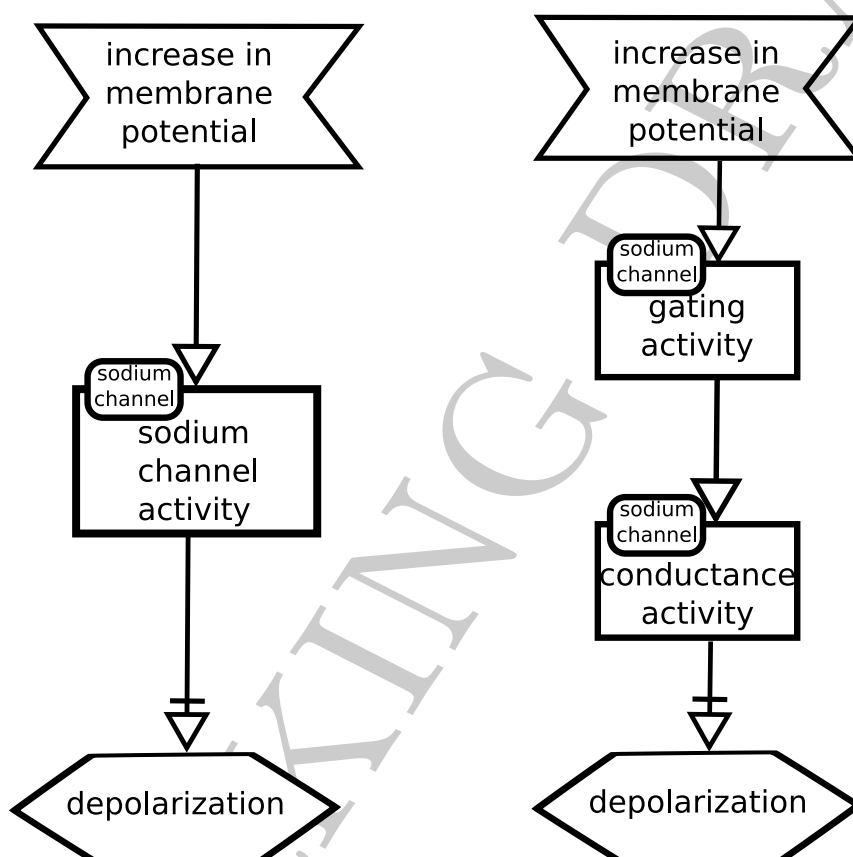 increase in
membrane
potential
sodium
channel
sodium
channel
activity
depolarization
increase in
membrane
potential
sodium
channel
gating
activity
sodium
channel
conductance
activity
depolarization